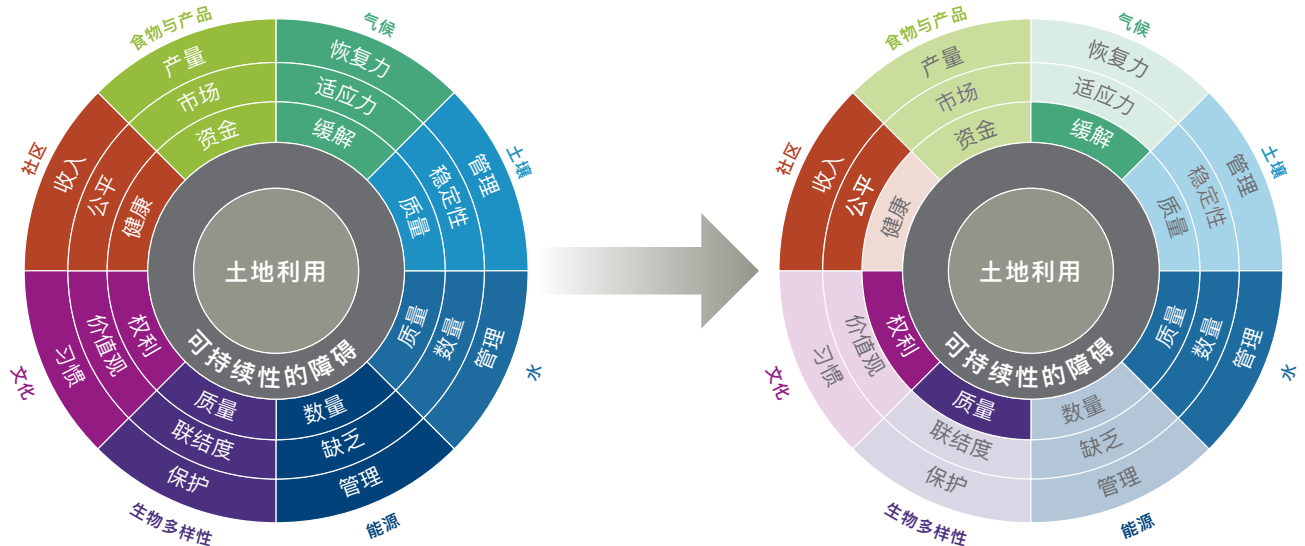 食物与产品
产量
市场
资金
气候
恢复力
适应力
缓解
土壤
管理
稳定性
质量
水
管理
数量
质量
能源
数量
缺乏
管理
生物多样性
质量
联结度
保护
文化
习惯
价值观
权利
社区
收入
公平
健康
土地利用
可持续性的障碍
食物与产品
产量
市场
资金
气候
恢复力
适应力
缓解
土壤
管理
稳定性
质量
水
管理
数量
质量
能源
数量
缺乏
管理
生物多样性
质量
联结度
保护
文化
习惯
价值观
权利
社区
收入
公平
健康
土地利用
可持续性的障碍